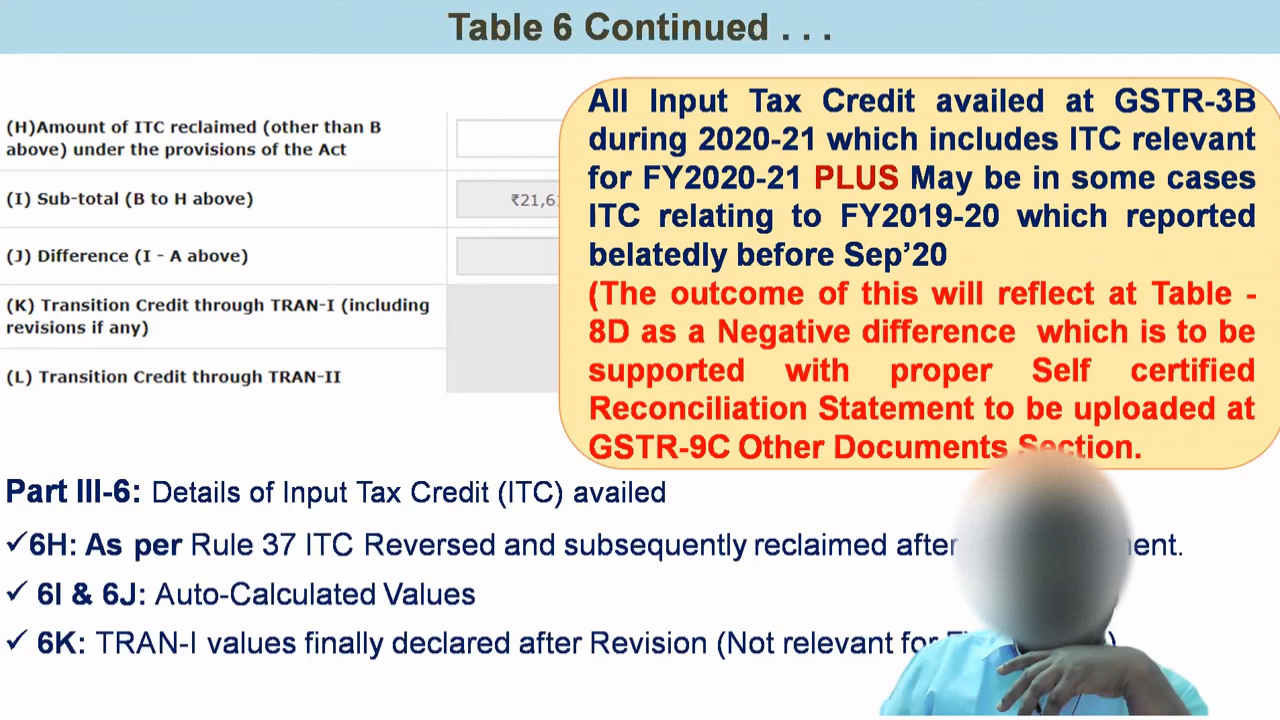 Table 6 Continued . . .
(H)Amount of ITC reclaimed (other than B
above) under the provisions of the Act
(I) Sub-total (B to H above)
₹21,6
(J) Difference (I - A above)
(K) Transition Credit through TRAN-I (including
revisions if any)
(L) Transition Credit through TRAN-II
All Input Tax Credit availed at GSTR-3B
during 2020-21 which includes ITC relevant
for FY2020-21 PLUS May be in some cases
ITC relating to FY2019-20 which reported
belatedly before Sep’20
(The outcome of this will reflect at Table -
8D as a Negative difference which is to be
supported with proper Self certified
Reconciliation Statement to be uploaded at
GSTR-9C Other Documents Section.
Part III-6: Details of Input Tax Credit (ITC) availed
✓6H: As per Rule 37 ITC Reversed and subsequently reclaimed after
✓ 6I & 6J: Auto-Calculated Values
✓ 6K: TRAN-I values finally declared after Revision (Not relevant for